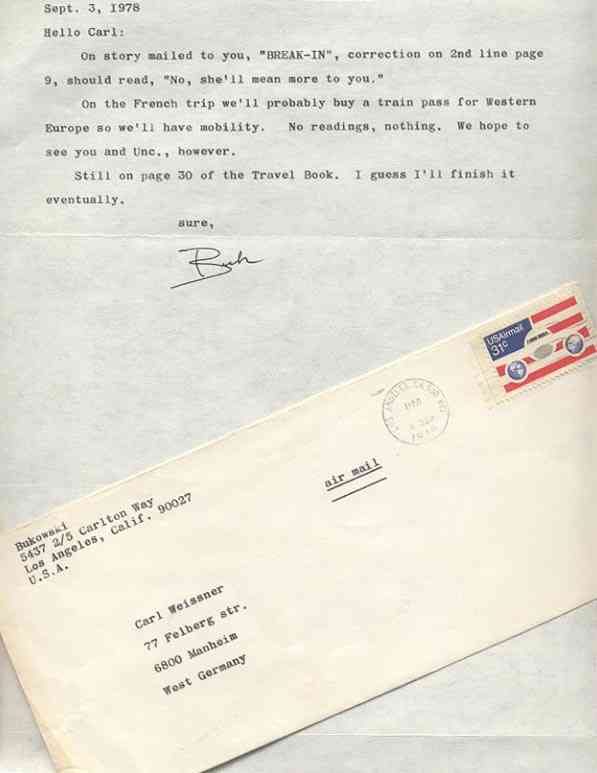 Sept. 3, 1978
Hello Carl:
On story mailed to you, "BREAK-IN", correction on 2nd line page
9, should read, "No, she'll mean more to you."
On the French trip we'll probably buy a train pass for Western
Europe so we'll have mobility. No readings, nothing. We hope to
see you and Unc., however.
Still on page 30 of the Travel Book. I guess I'll finish it
eventually.
sure,
Buk
USAirmail
31c
LOS ANGELES
PM
air mail
Bukowski
5437 2/5 Carlton Way
Los Angeles, Calif. 90027
U.S.A.
Carl Weissner
77 Felberg str.
6800 Manheim
West Germany